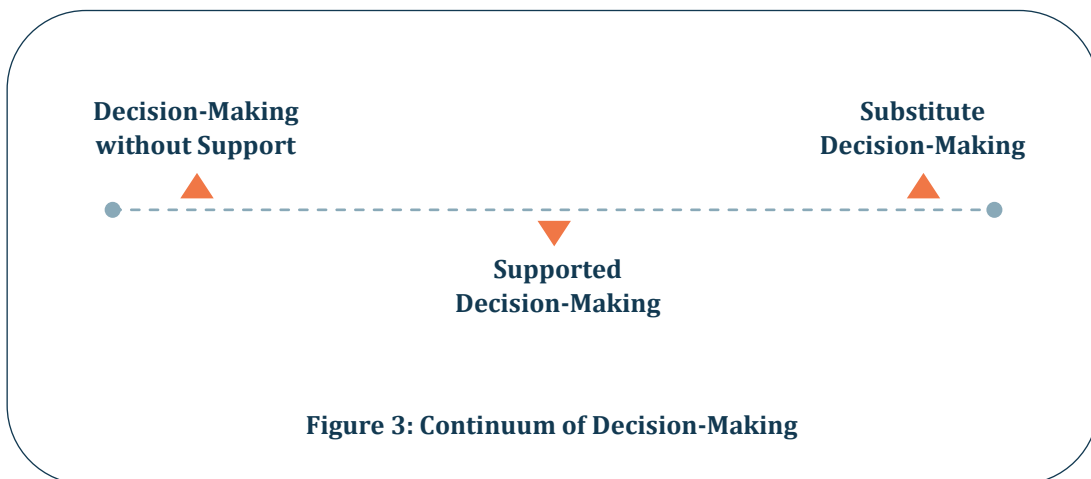 Decision-Making
without Support
Substitute
Decision-Making
Supported
Decision-Making
Figure 3: Continuum of Decision-Making